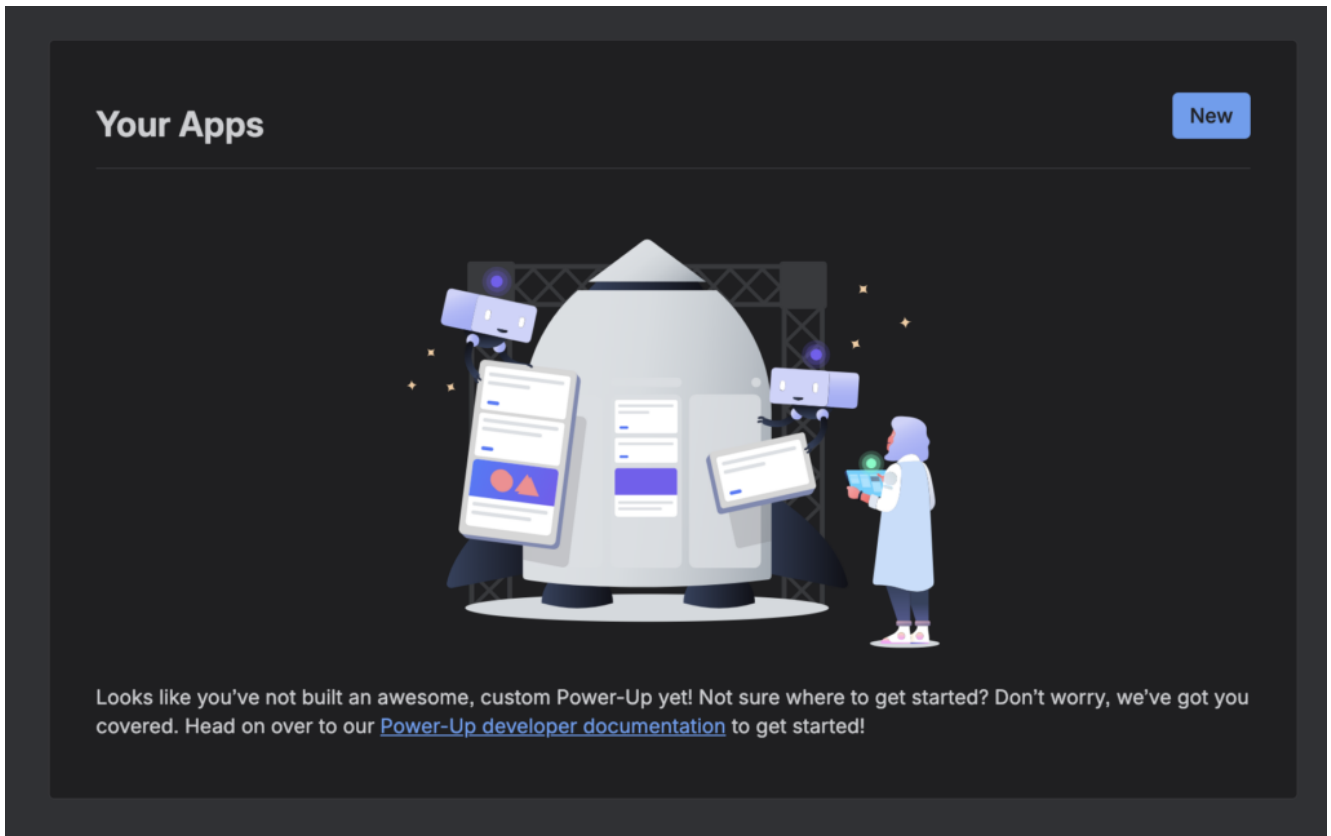 Your Apps
New
Looks like you’ve not built an awesome, custom Power-Up yet! Not sure where to get started? Don’t worry, we’ve got you
covered. Head on over to our Power-Up developer documentation to get started!